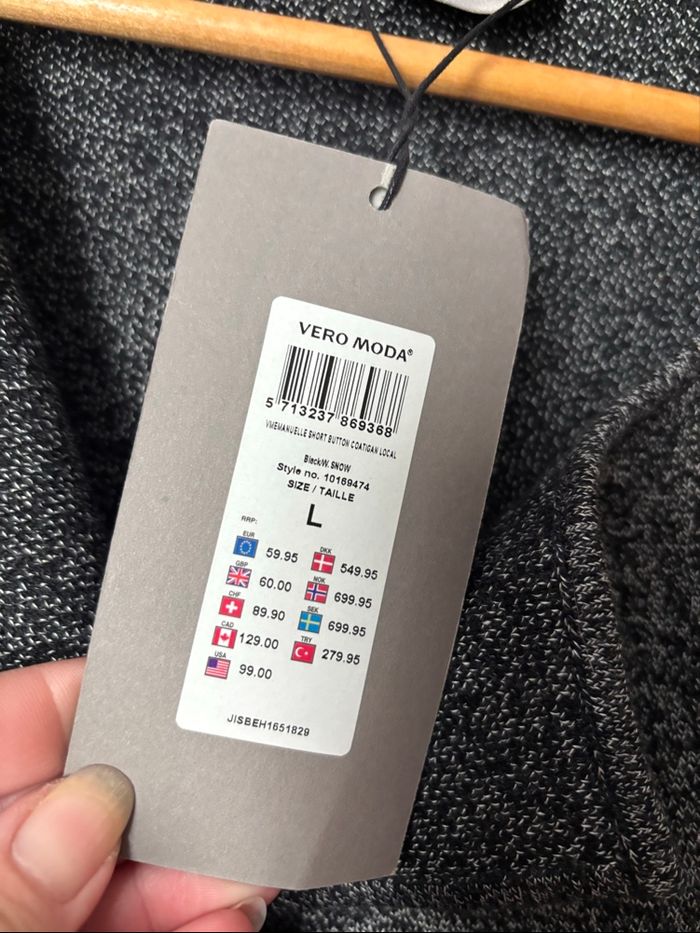 VERO MODA®
5 713237 869368
VMEMANUELLE SHORT BUTTON COATIGAN LOCAL
Black/W. SNOW
Style no. 10169474
SIZE / TAILLE
L
RRP:
EUR 59.95 DKK 549.95
GBP 60.00 NOK 699.95
CHF 89.90 SEK 699.95
CAD 129.00 TRY 279.95
USA 99.00
JISBEH1651829